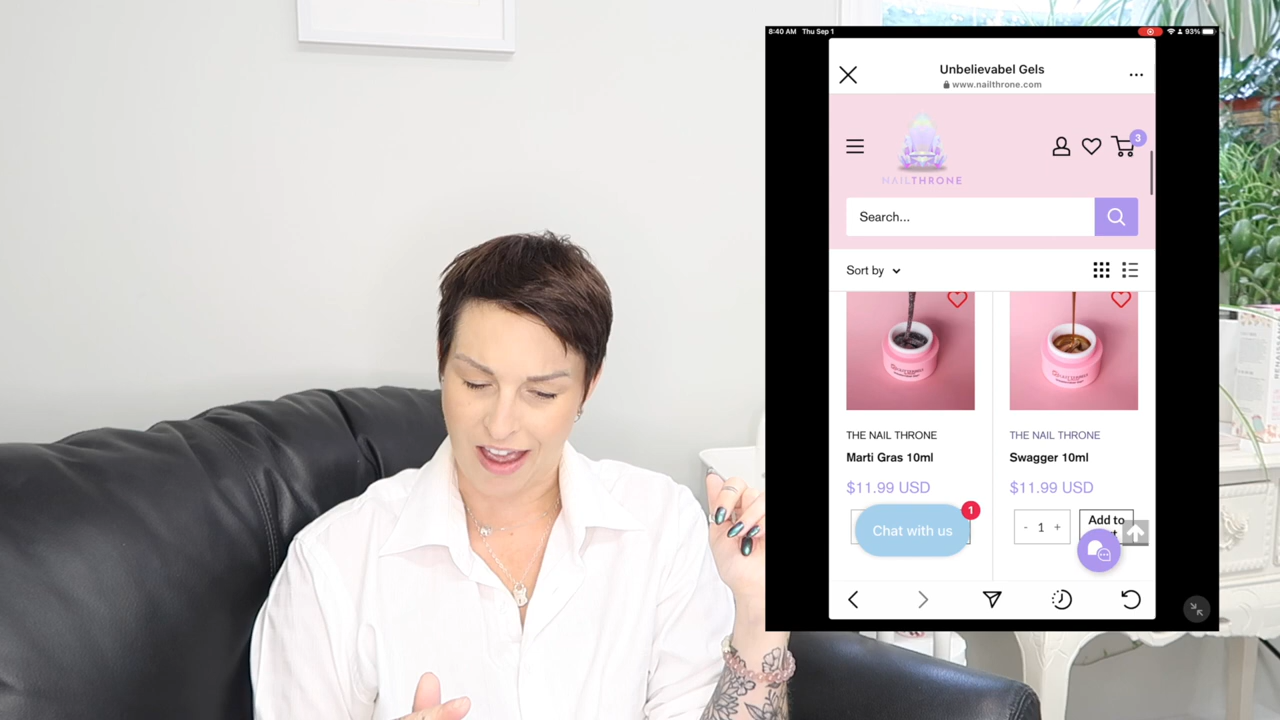 8:40 AM Thu Sep 1
93%
Unbelievabel Gels
www.nailthrone.com
3
NAILTHRONE
Search...
Sort by
THE NAIL THRONE
Marti Gras 10ml
$11.99 USD
THE NAIL THRONE
Swagger 10ml
$11.99 USD
Chat with us
1
- 1 +
Add to